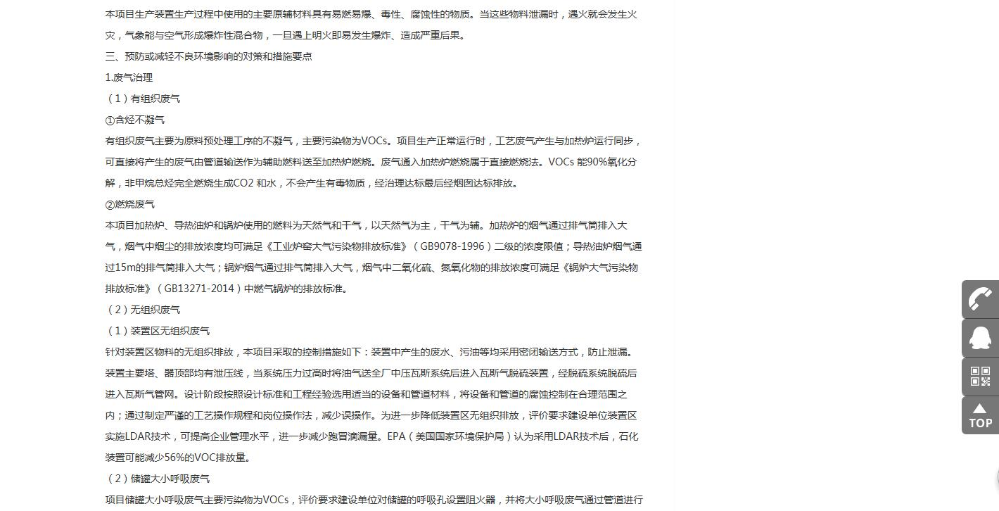 本项目生产装置生产过程中使用的主要原辅材料具有易燃易爆、毒性、腐蚀性的物质。当这些物料泄漏时，遇火就会发生火
灾，气象能与空气形成爆炸性混合物，一旦遇上明火即易发生爆炸、造成严重后果。
三、预防或减轻不良环境影响的对策和措施要点
1.废气治理
（1）有组织废气
①含烃不凝气
有组织废气主要为原料预处理工序的不凝气，主要污染物为VOCs。项目生产正常运行时，工艺废气产生与加热炉运行同步，
可直接将产生的废气由管道输送作为辅助燃料送至加热炉燃烧。废气通入加热炉燃烧属于直接燃烧法。VOCs 能90%氧化分
解，非甲烷总烃完全燃烧生成CO2 和水，不会产生有毒物质，经治理达标最后经烟囱达标排放。
②燃烧废气
本项目加热炉、导热油炉和锅炉使用的燃料为天然气和干气，以天然气为主，干气为辅。加热炉的烟气通过排气筒排入大
气，烟气中烟尘的排放浓度均可满足《工业炉窑大气污染物排放标准》（GB9078-1996）二级的浓度限值；导热油炉烟气通
过15m的排气筒排入大气；锅炉烟气通过排气筒排入大气，烟气中二氧化硫、氮氧化物的排放浓度可满足《锅炉大气污染物
排放标准》（GB13271-2014）中燃气锅炉的排放标准。
（2）无组织废气
（1）装置区无组织废气
针对装置区物料的无组织排放，本项目采取的控制措施如下：装置中产生的废水、污油等均采用密闭输送方式，防止泄漏。
装置主要塔、器顶部均有泄压线，当系统压力过高时将油气送全厂中压瓦斯系统后进入瓦斯气脱硫装置，经脱硫系统脱硫后
进入瓦斯气管网。设计阶段按照设计标准和工程经验选用适当的设备和管道材料，将设备和管道的腐蚀控制在合理范围之
内；通过制定严谨的工艺操作规程和岗位操作法，减少误操作。为进一步降低装置区无组织排放，评价要求建设单位装置区
实施LDAR技术，可提高企业管理水平，进一步减少跑冒滴漏量。EPA（美国国家环境保护局）认为采用LDAR技术后，石化
装置可能减少56%的VOC排放量。
（2）储罐大小呼吸废气
项目储罐大小呼吸废气主要污染物为VOCs，评价要求建设单位对储罐的呼吸孔设置阻火器，并将大小呼吸废气通过管道进行
TOP